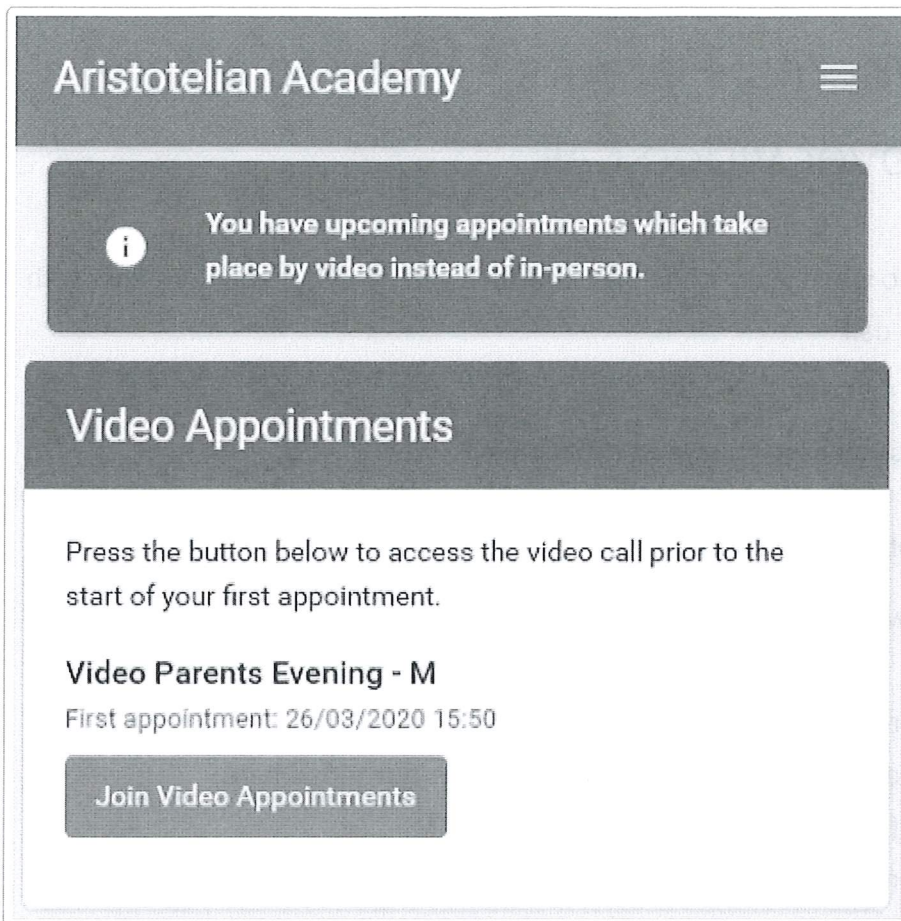 Aristotelian Academy
You have upcoming appointments which take
place by video instead of in-person.
Video Appointments
Press the button below to access the video call prior to the
start of your first appointment.
Video Parents Evening - M
First appointment: 26/03/2020 15:50
Join Video Appointments